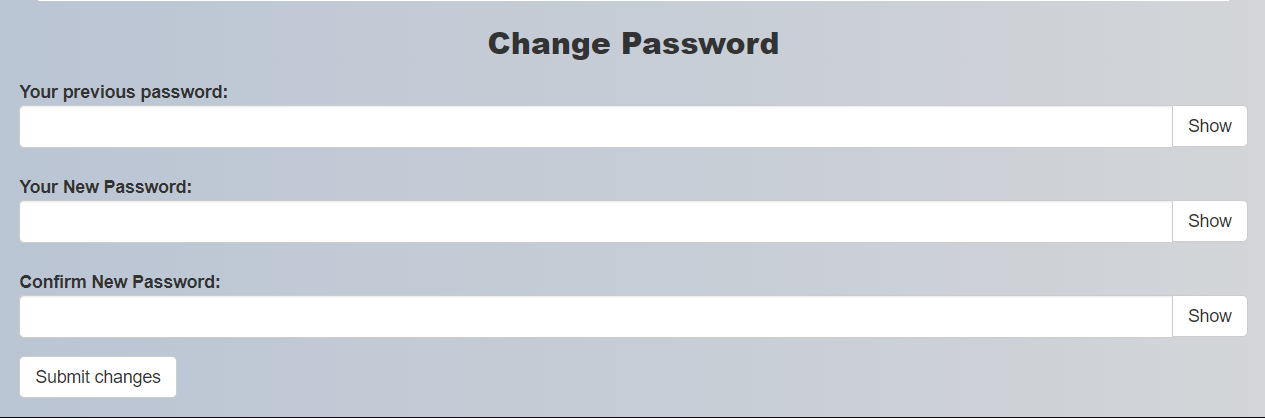 Change Password
Your previous password:
Show
Your New Password:
Show
Confirm New Password:
Show
Submit changes